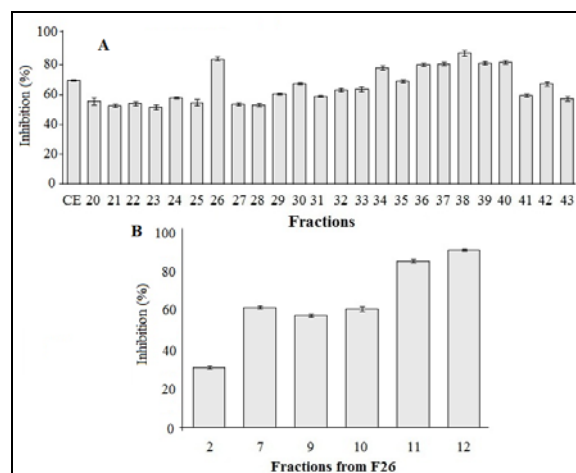 A
100
80
60
40
20
0
Inhibition (%)
CE 20 21 22 23 24 25 26 27 28 29 30 31 32 33 34 35 36 37 38 39 40 41 42 43
Fractions
B
100
80
60
40
20
0
Inhibition (%)
2 7 9 10 11 12
Fractions from F26